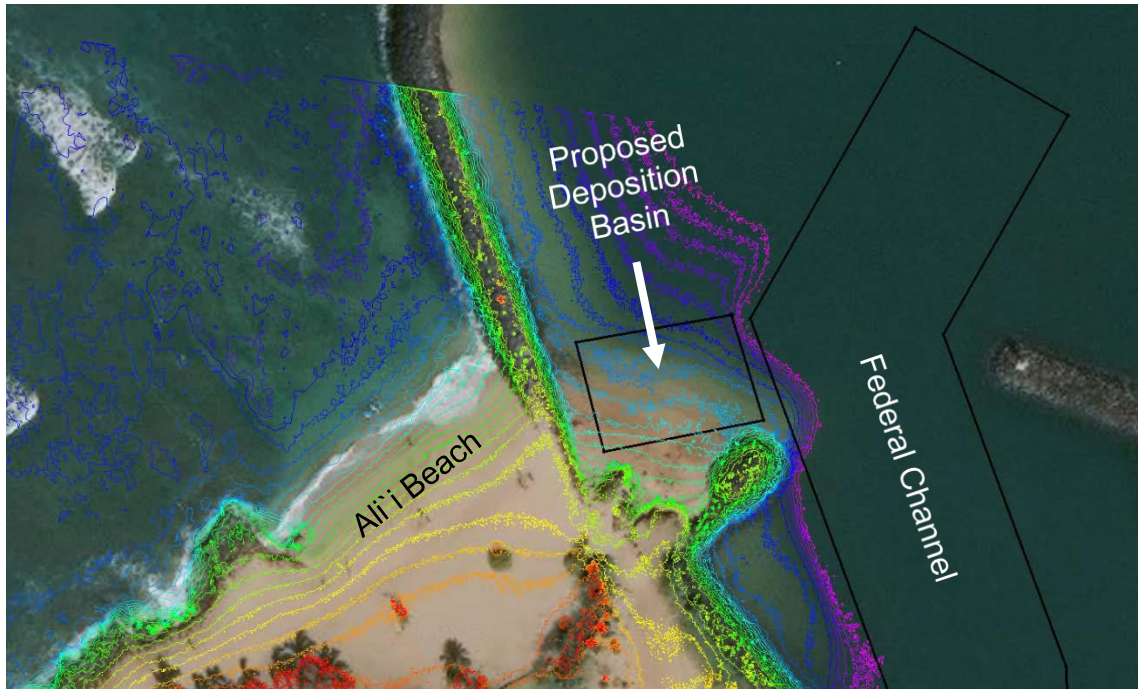 Proposed
Deposition
Basin
Ali`i Beach
Federal Channel